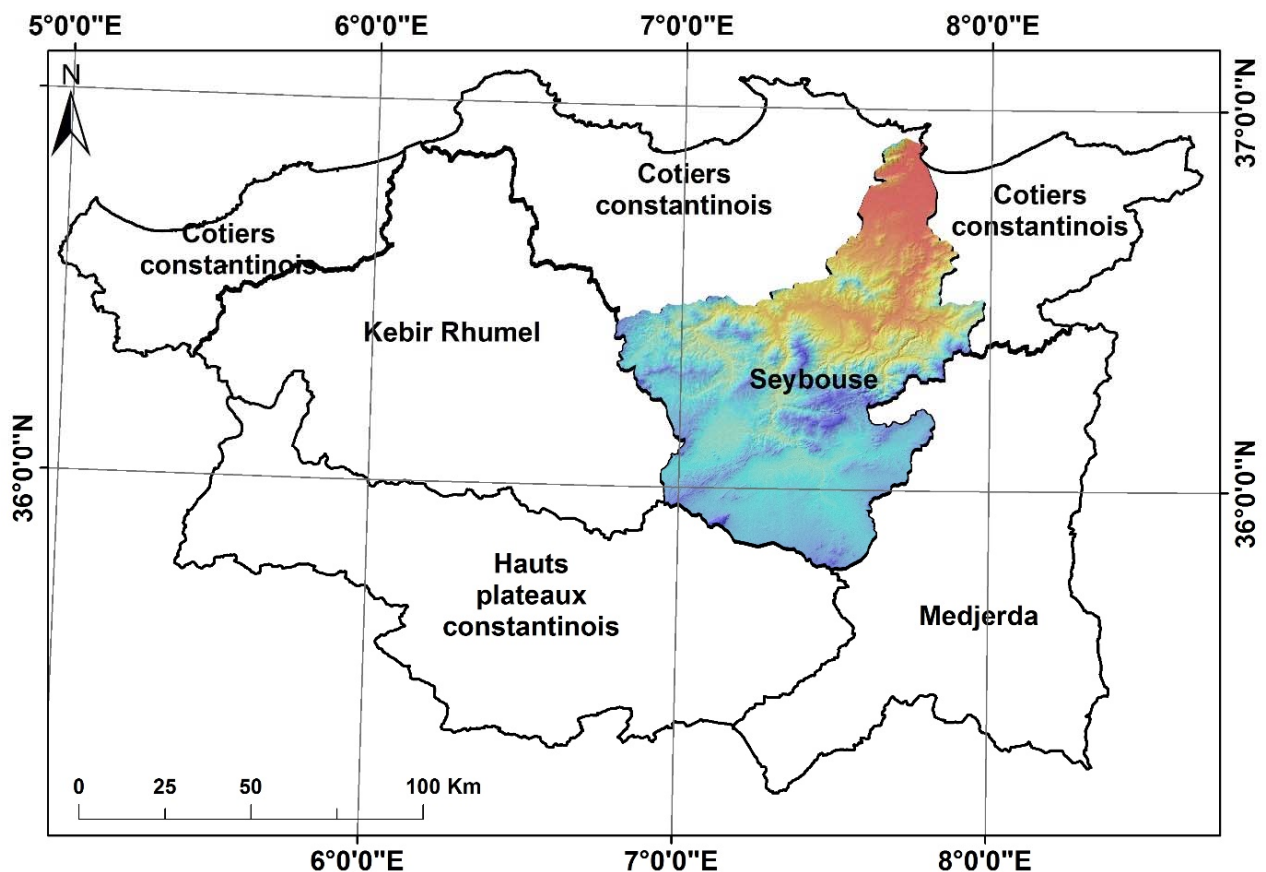 5°0'0"E 6°0'0"E 7°0'0"E 8°0'0"E
N
37°0'0"N
Cotiers
constantinois
Cotiers
constantinois
Cotiers
constantinois
Kebir Rhumel
Seybouse
36°0'0"N
36°0'0"N
Hauts
plateaux
constantinois
Medjerda
0 25 50 100 Km
6°0'0"E 7°0'0"E 8°0'0"E